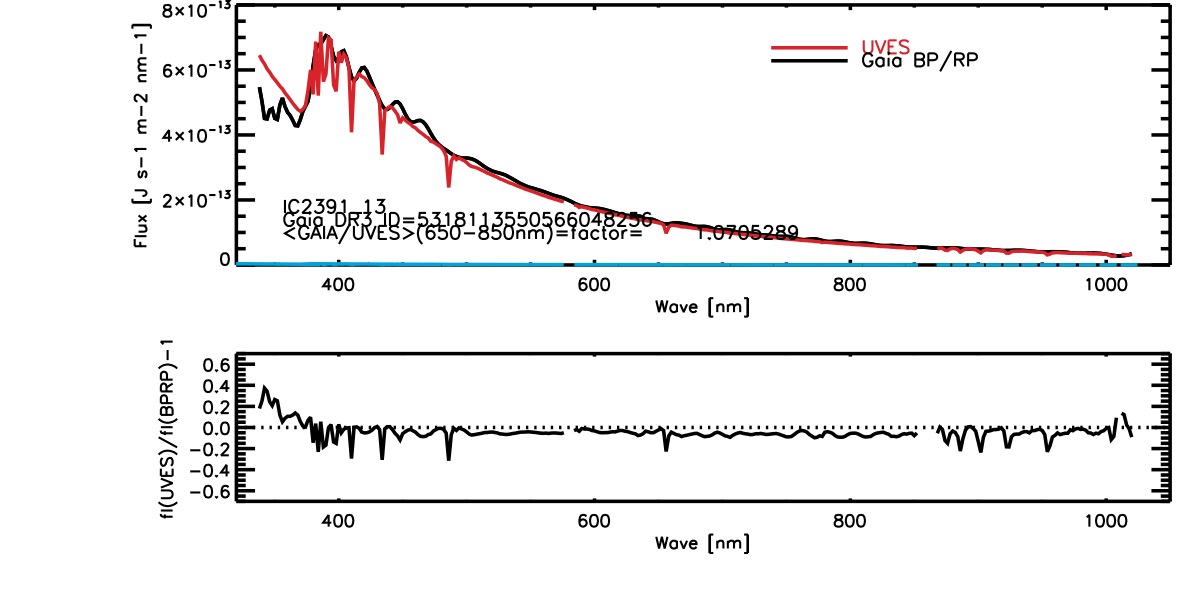 8×10⁻¹³
6×10⁻¹³
4×10⁻¹³
2×10⁻¹³
0
Flux [J s−1 m−2 nm−1]
UVES
Gaia BP/RP
IC2391_13
Gaia DR3 ID=5318113550566048256
<GAIA/UVES>(650−850nm)=factor= 1.0705289
400 600 800 1000
Wave [nm]
fl(UVES)/fl(BPRP)−1
0.6
0.4
0.2
0.0
−0.2
−0.4
−0.6
400 600 800 1000
Wave [nm]